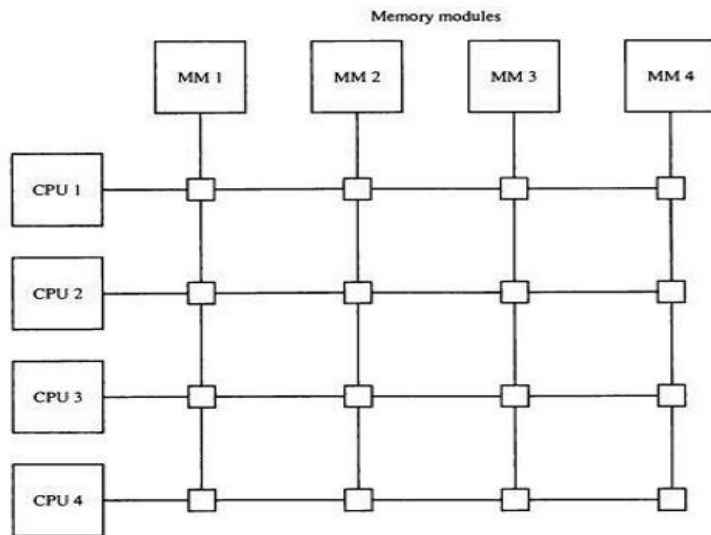 Memory modules
MM 1 MM 2 MM 3 MM 4
CPU 1
CPU 2
CPU 3
CPU 4